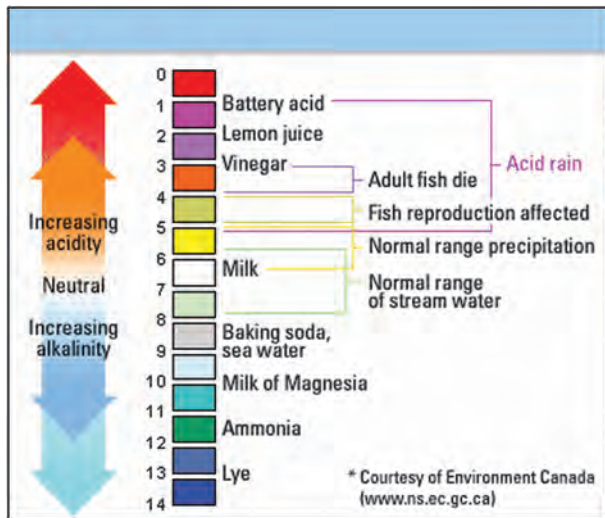 0
1
Battery acid
2
Lemon juice
Acid rain
3
Vinegar
Adult fish die
4
Fish reproduction affected
Increasing
acidity
5
Normal range precipitation
6
Milk
Neutral
Normal range
of stream water
7
8
Increasing
alkalinity
Baking soda,
sea water
9
10
Milk of Magnesia
11
Ammonia
12
13
Lye
14
* Courtesy of Environment Canada
(www.ns.ec.gc.ca)